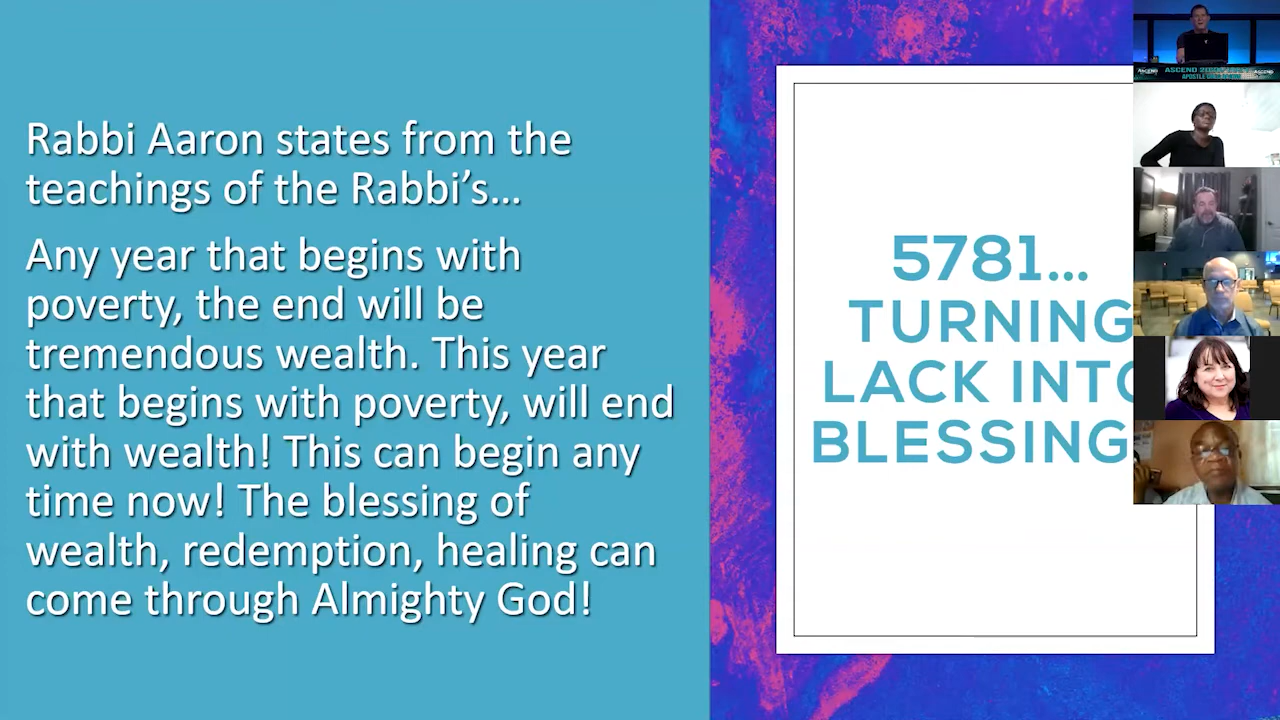 Rabbi Aaron states from the
teachings of the Rabbi's...
Any year that begins with
poverty, the end will be
tremendous wealth. This year
that begins with poverty, will end
with wealth! This can begin any
time now! The blessing of
wealth, redemption, healing can
come through Almighty God!
5781...
TURNING
LACK INTO
BLESSING
ASCEND
ASCEND